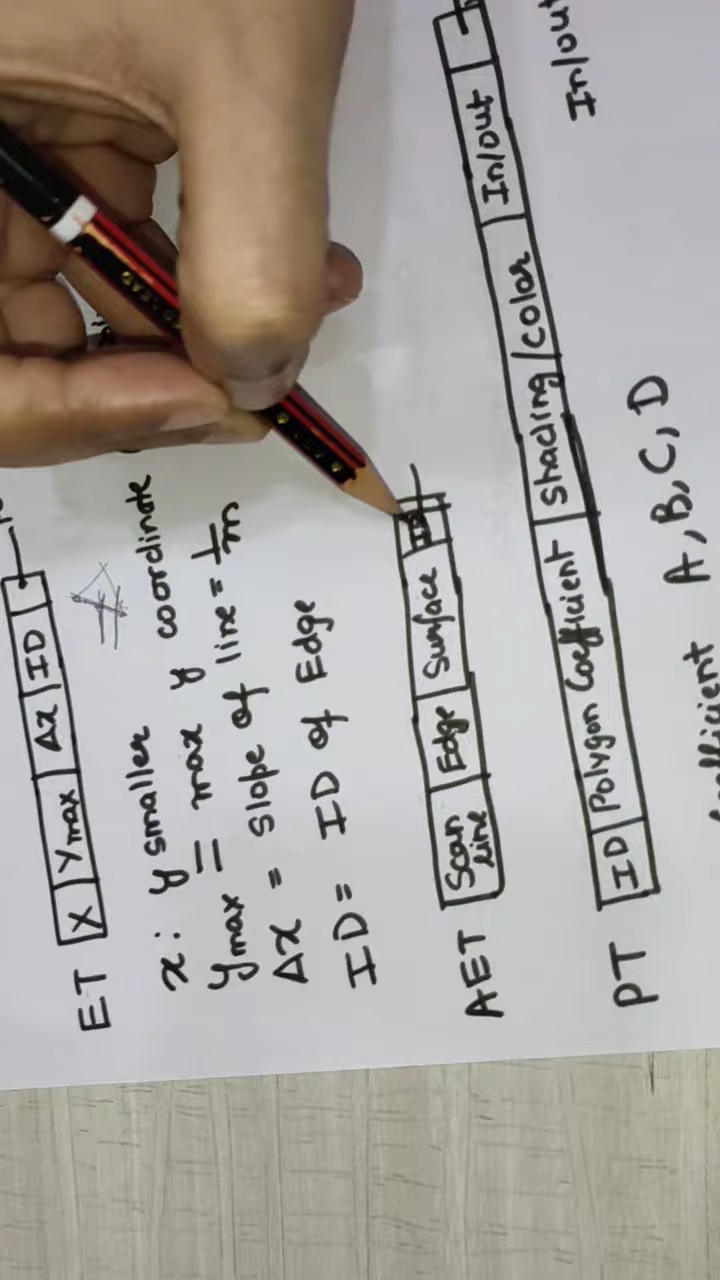 ET X Ymax Δx ID
x: y smaller
ymax = max y coordinate
Δx = slope of line = 1/m
ID = ID of Edge
AET Scan line Edge Surface
PT ID Polygon Coefficient shading/color In/out
A, B, C, D
In/out